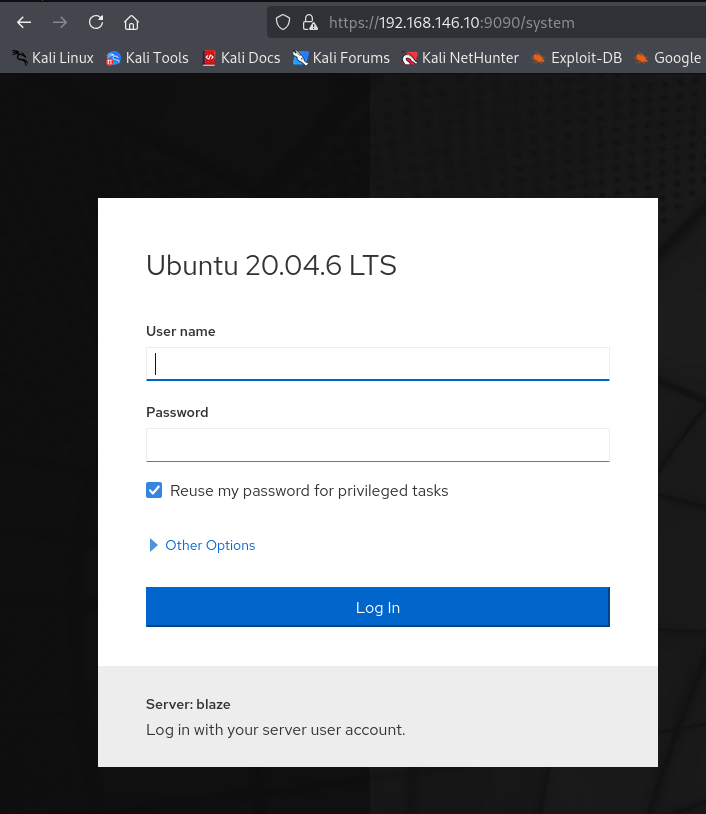 https://192.168.146.10:9090/system
Kali Linux Kali Tools Kali Docs Kali Forums Kali NetHunter Exploit-DB Google
Ubuntu 20.04.6 LTS
User name
Password
Reuse my password for privileged tasks
Other Options
Log In
Server: blaze
Log in with your server user account.